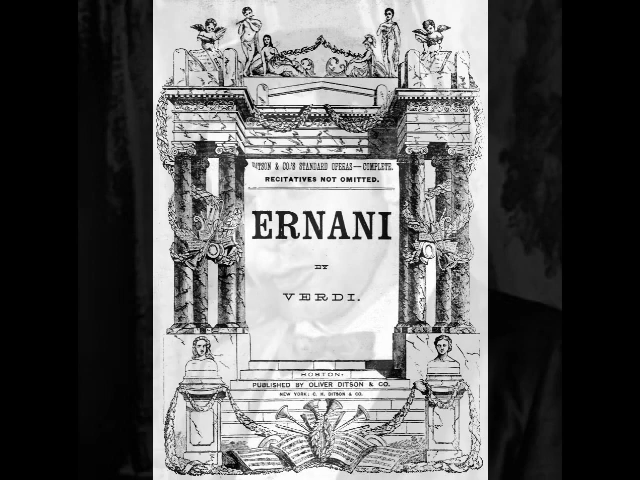 DITSON & CO.'S STANDARD OPERAS—COMPLETE.
RECITATIVES NOT OMITTED.
ERNANI
BY
VERDI.
BOSTON:
PUBLISHED BY OLIVER DITSON & CO.
NEW YORK: C. H. DITSON & CO.